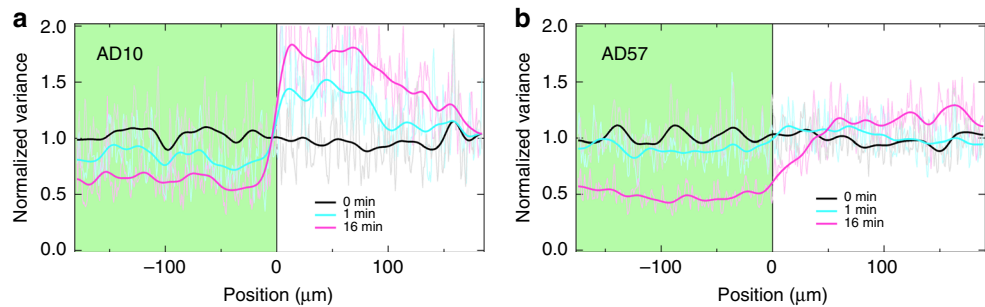 a
AD10
Normalized variance
2.0
1.5
1.0
0.5
0.0
0 min
1 min
16 min
−100
0
100
Position (μm)
b
AD57
Normalized variance
2.0
1.5
1.0
0.5
0.0
0 min
1 min
16 min
−100
0
100
Position (μm)